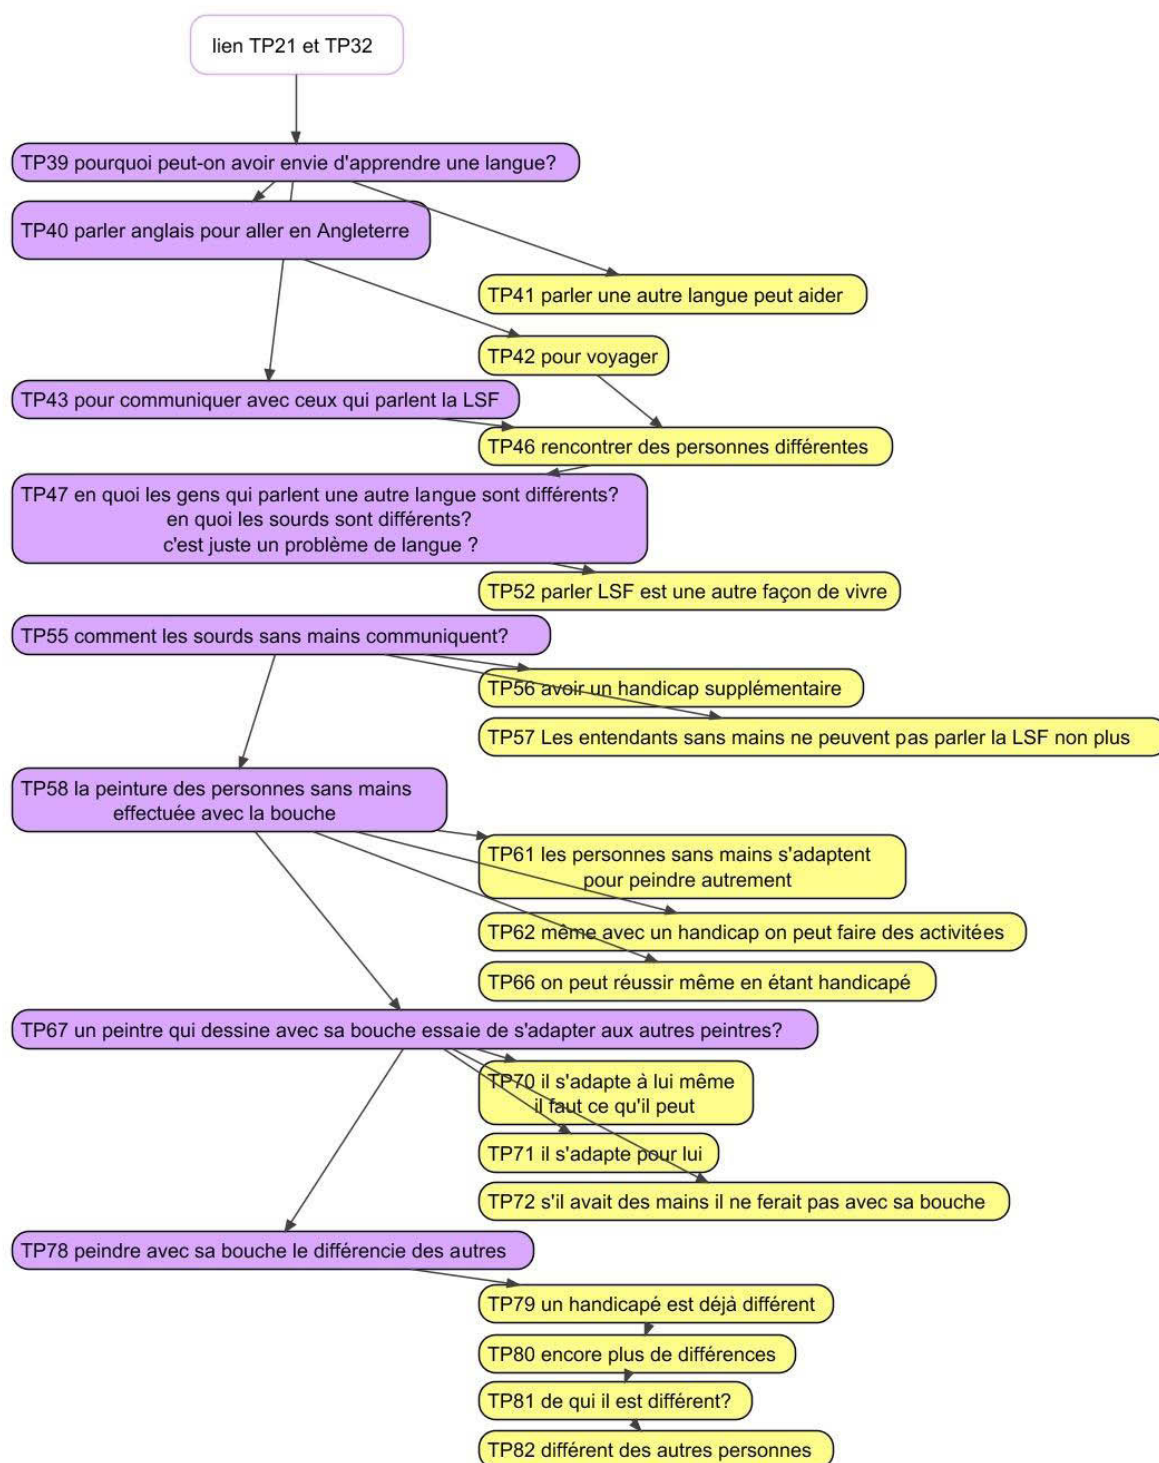 lien TP21 et TP32
TP39 pourquoi peut-on avoir envie d'apprendre une langue?
TP40 parler anglais pour aller en Angleterre
TP41 parler une autre langue peut aider
TP42 pour voyager
TP43 pour communiquer avec ceux qui parlent la LSF
TP46 rencontrer des personnes différentes
TP47 en quoi les gens qui parlent une autre langue sont différents?
en quoi les sourds sont différents?
c'est juste un problème de langue ?
TP52 parler LSF est une autre façon de vivre
TP55 comment les sourds sans mains communiquent?
TP56 avoir un handicap supplémentaire
TP57 Les entendants sans mains ne peuvent pas parler la LSF non plus
TP58 la peinture des personnes sans mains
effectuée avec la bouche
TP61 les personnes sans mains s'adaptent
pour peindre autrement
TP62 même avec un handicap on peut faire des activitées
TP66 on peut réussir même en étant handicapé
TP67 un peintre qui dessine avec sa bouche essaie de s'adapter aux autres peintres?
TP70 il s'adapte à lui même
il faut ce qu'il peut
TP71 il s'adapte pour lui
TP72 s'il avait des mains il ne ferait pas avec sa bouche
TP78 peindre avec sa bouche le différencie des autres
TP79 un handicapé est déjà différent
TP80 encore plus de différences
TP81 de qui il est différent?
TP82 différent des autres personnes